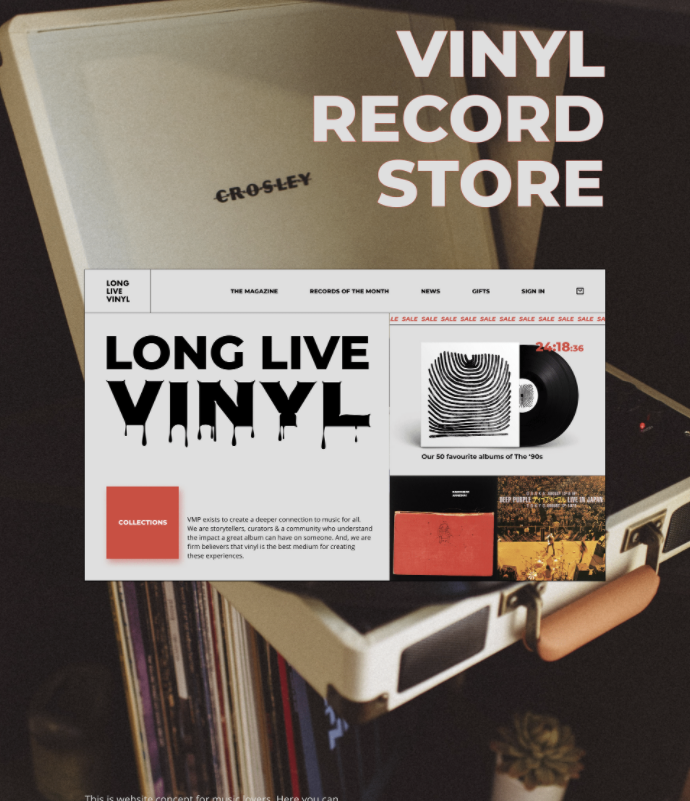 VINYL
RECORD
STORE
CROSLEY
LONG
LIVE
VINYL
THE MAGAZINE
RECORDS OF THE MONTH
NEWS
GIFTS
SIGN IN
LE SALE SALE SALE SALE SALE SALE SALE SALE SALE SALE SA
LONG LIVE
VINYL
24:18:36
Our 50 favourite albums of The '90s
COLLECTIONS
VMP exists to create a deeper connection to music for all.
We are storytellers, curators & a community who understand
the impact a great album can have on someone. And, we are
firm believers that vinyl is the best medium for creating
these experiences.
DEEP PURPLE LIVE IN JAPAN
This is website concept for music lovers. Here you can